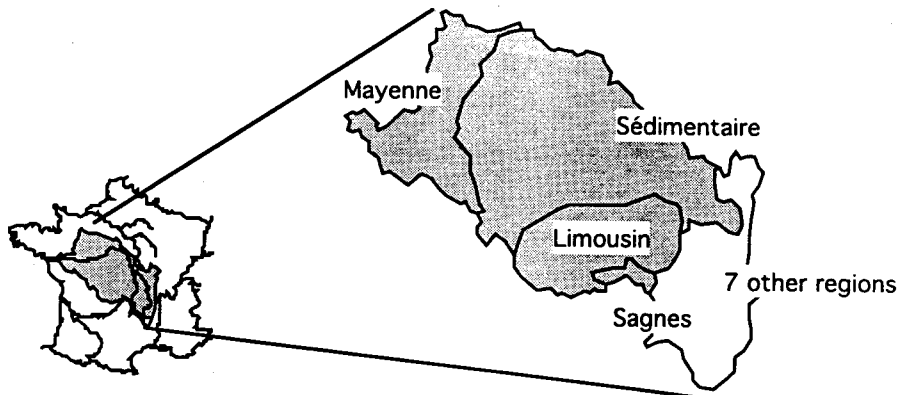 Mayenne
Sédimentaire
Limousin
7 other regions
Sagnes